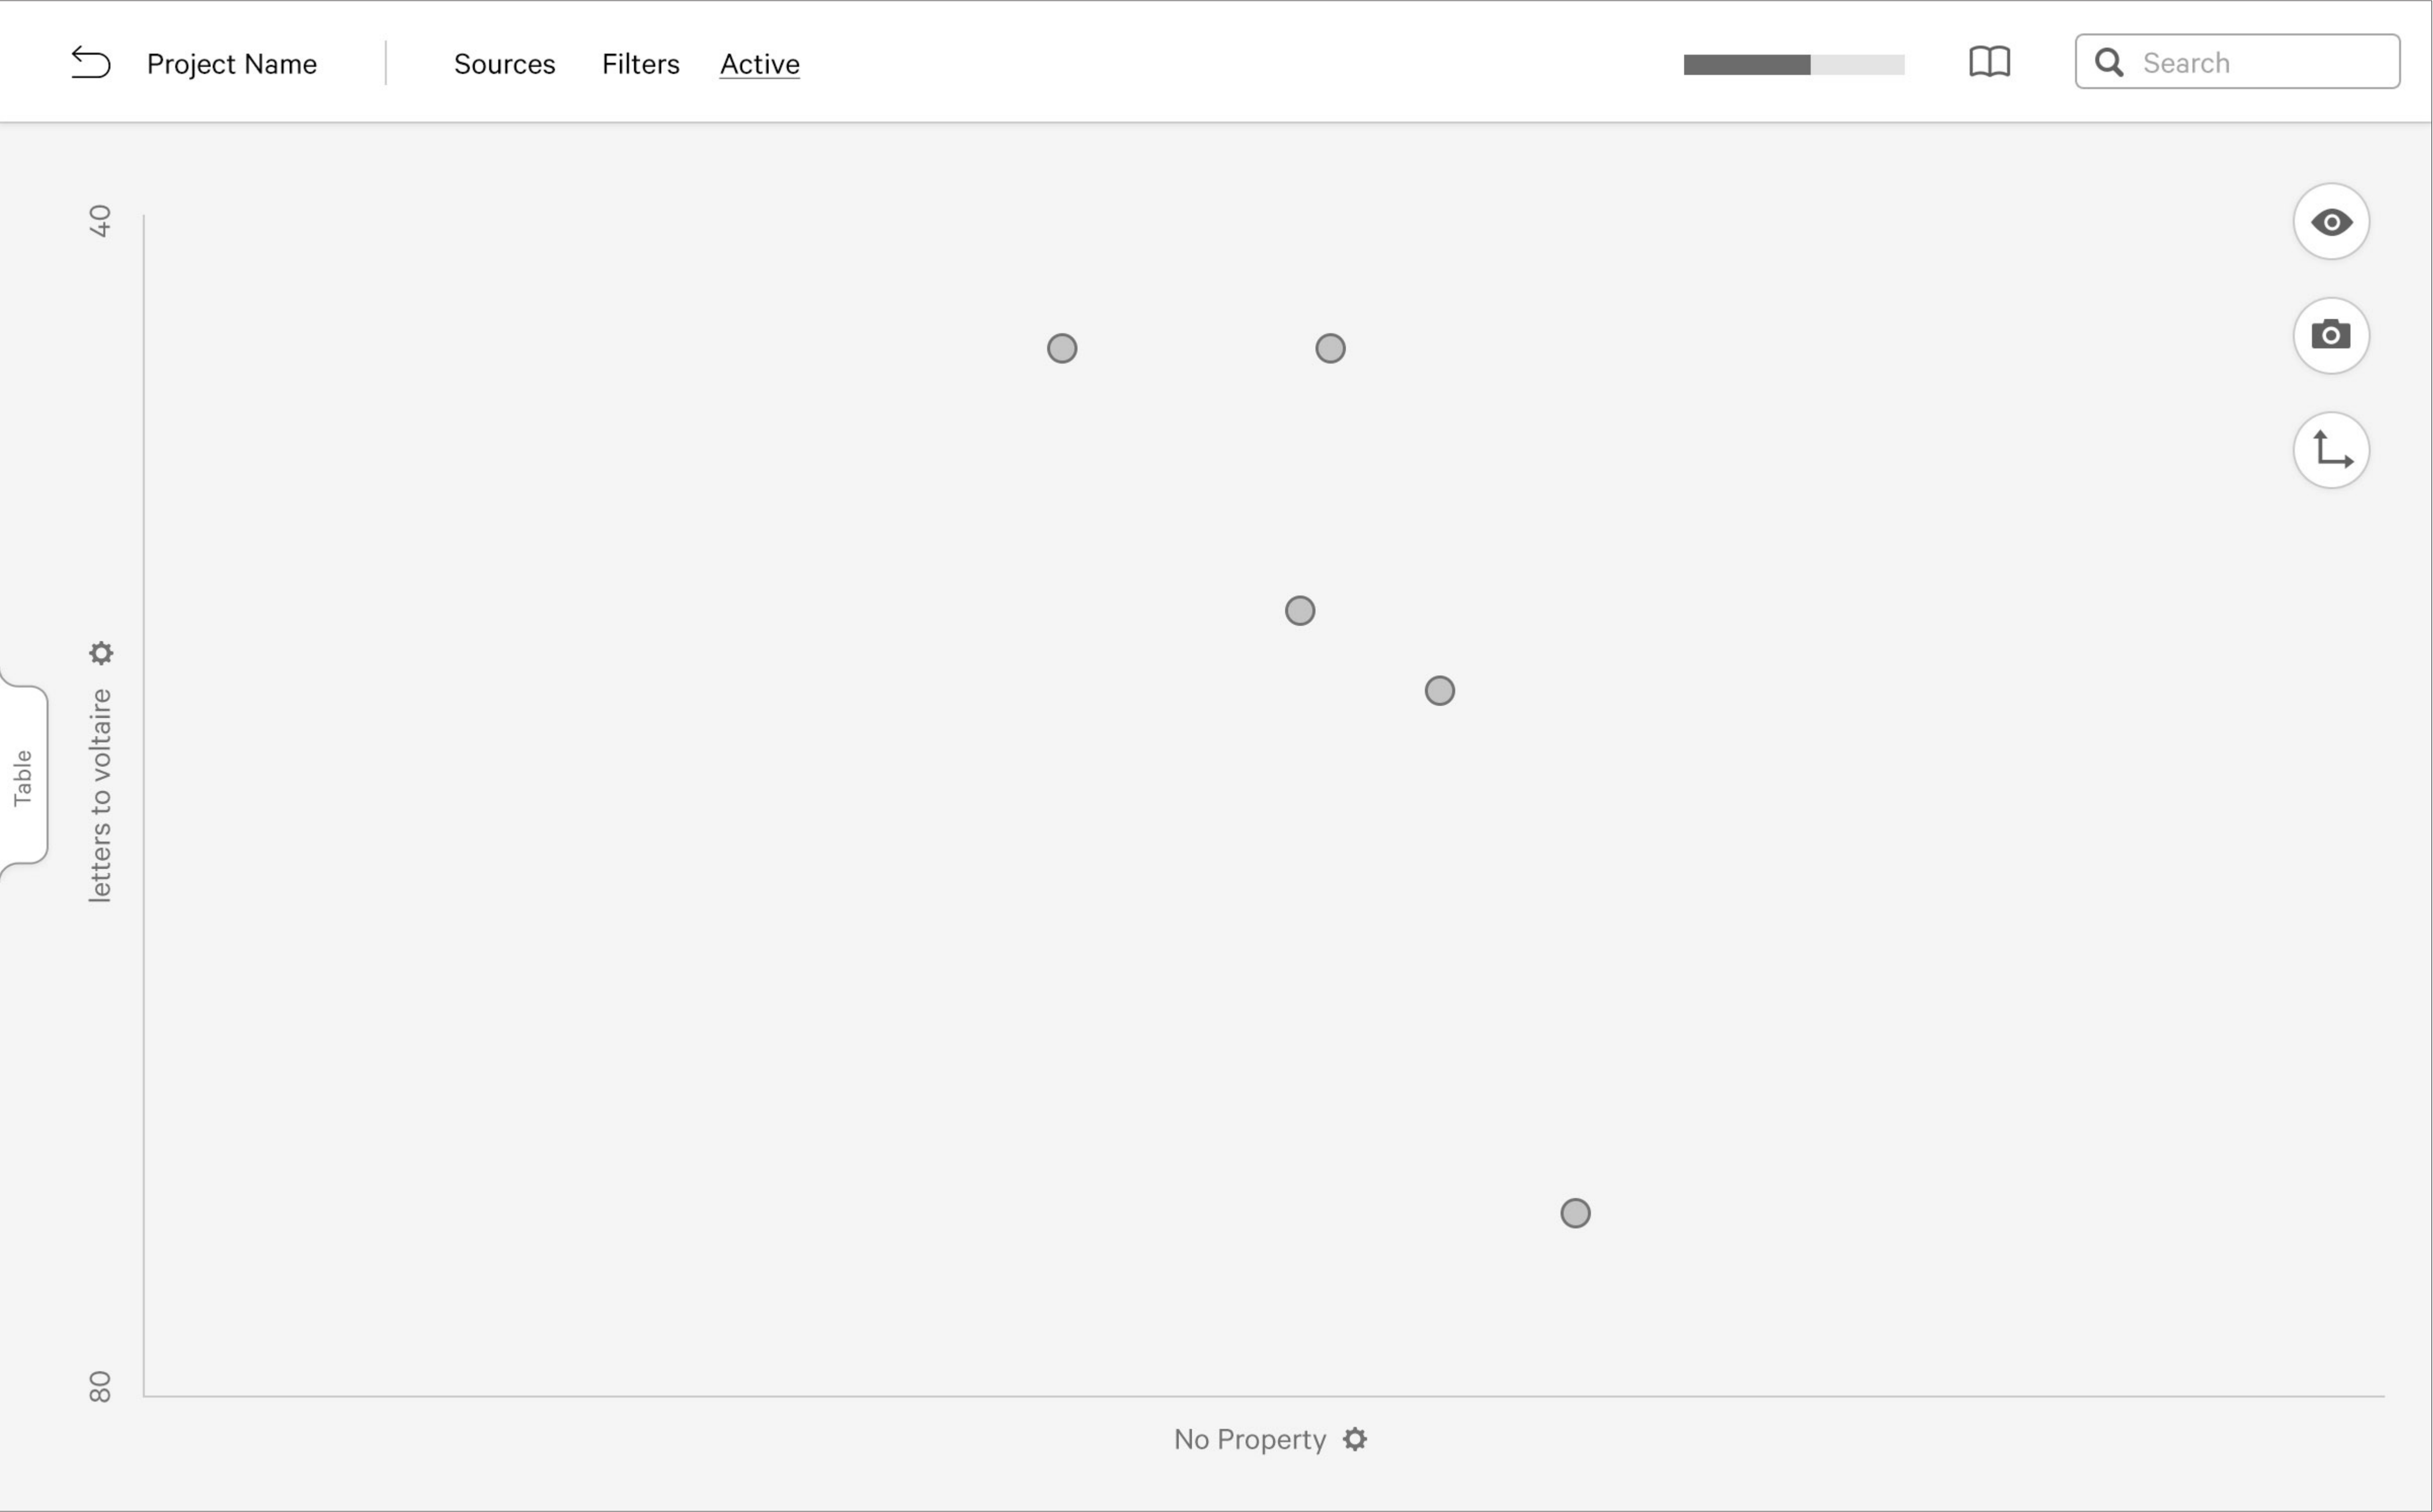 Project Name
Sources
Filters
Active
Search
40
letters to voltaire
Table
80
No Property